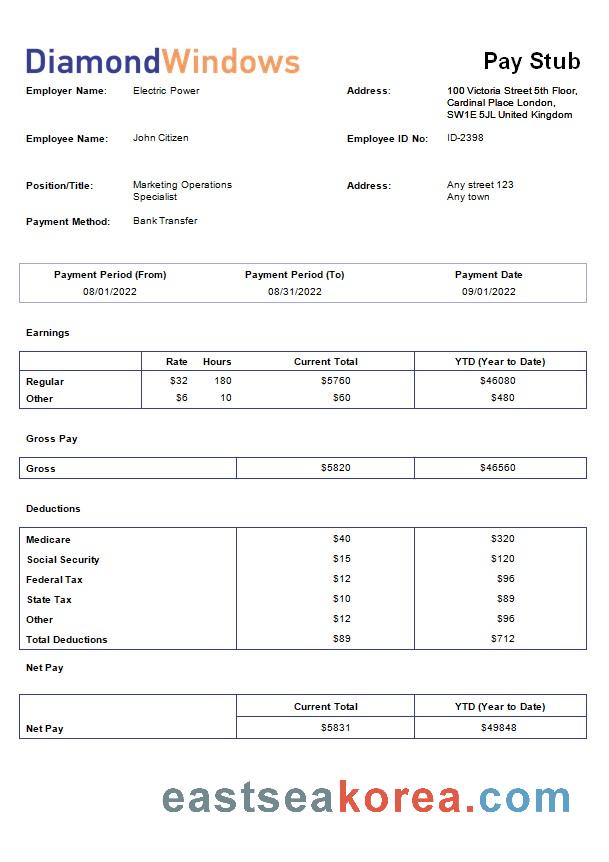 DiamondWindows
Pay Stub
Employer Name: Electric Power Address: 100 Victoria Street 5th Floor,
Cardinal Place London,
SW1E 5JL United Kingdom
Employee Name: John Citizen Employee ID No: ID-2398
Position/Title: Marketing Operations Address: Any street 123
Specialist Any town
Payment Method: Bank Transfer
Payment Period (From) Payment Period (To) Payment Date
08/01/2022 08/31/2022 09/01/2022
Earnings
Rate Hours Current Total YTD (Year to Date)
Regular $32 180 $5760 $46080
Other $6 10 $60 $480
Gross Pay
Gross $5820 $46560
Deductions
Medicare $40 $320
Social Security $15 $120
Federal Tax $12 $96
State Tax $10 $89
Other $12 $96
Total Deductions $89 $712
Net Pay
Current Total YTD (Year to Date)
Net Pay $5831 $49848
eastseakorea.com